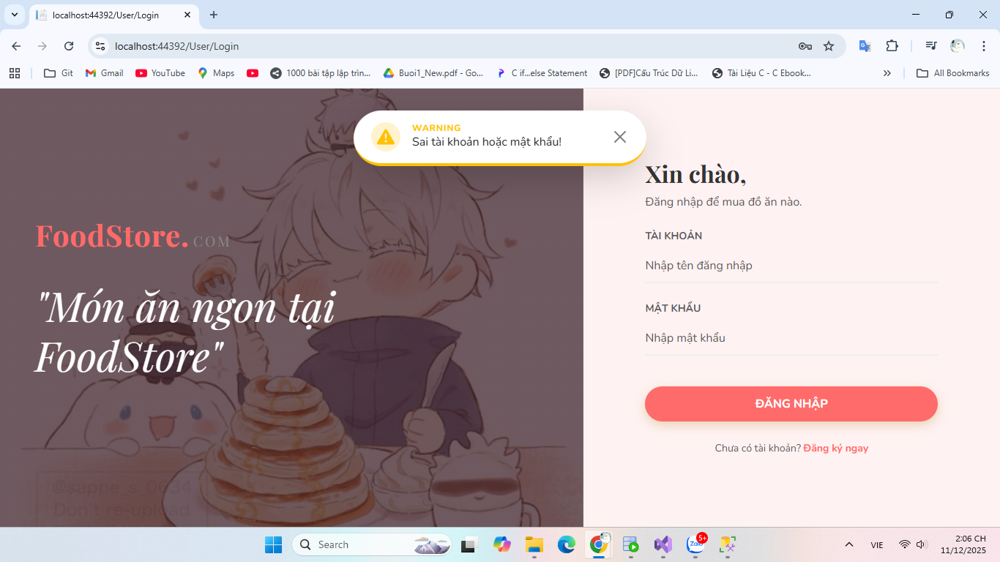 localhost:44392/User/Login
localhost:44392/User/Login
Git
Gmail
YouTube
Maps
1000 bài tập lập trìn...
Buoi1_New.pdf - Go...
C if...else Statement
[PDF]Cấu Trúc Dữ Li...
Tài Liệu C - C Ebook...
All Bookmarks
WARNING
Sai tài khoản hoặc mật khẩu!
FoodStore.COM
"Món ăn ngon tại
FoodStore"
@sappe_s_0634
Don't re-upload
Xin chào,
Đăng nhập để mua đồ ăn nào.
TÀI KHOẢN
Nhập tên đăng nhập
MẬT KHẨU
Nhập mật khẩu
ĐĂNG NHẬP
Chưa có tài khoản? Đăng ký ngay
Search
Zalo
5+
VIE
2:06 CH
11/12/2025